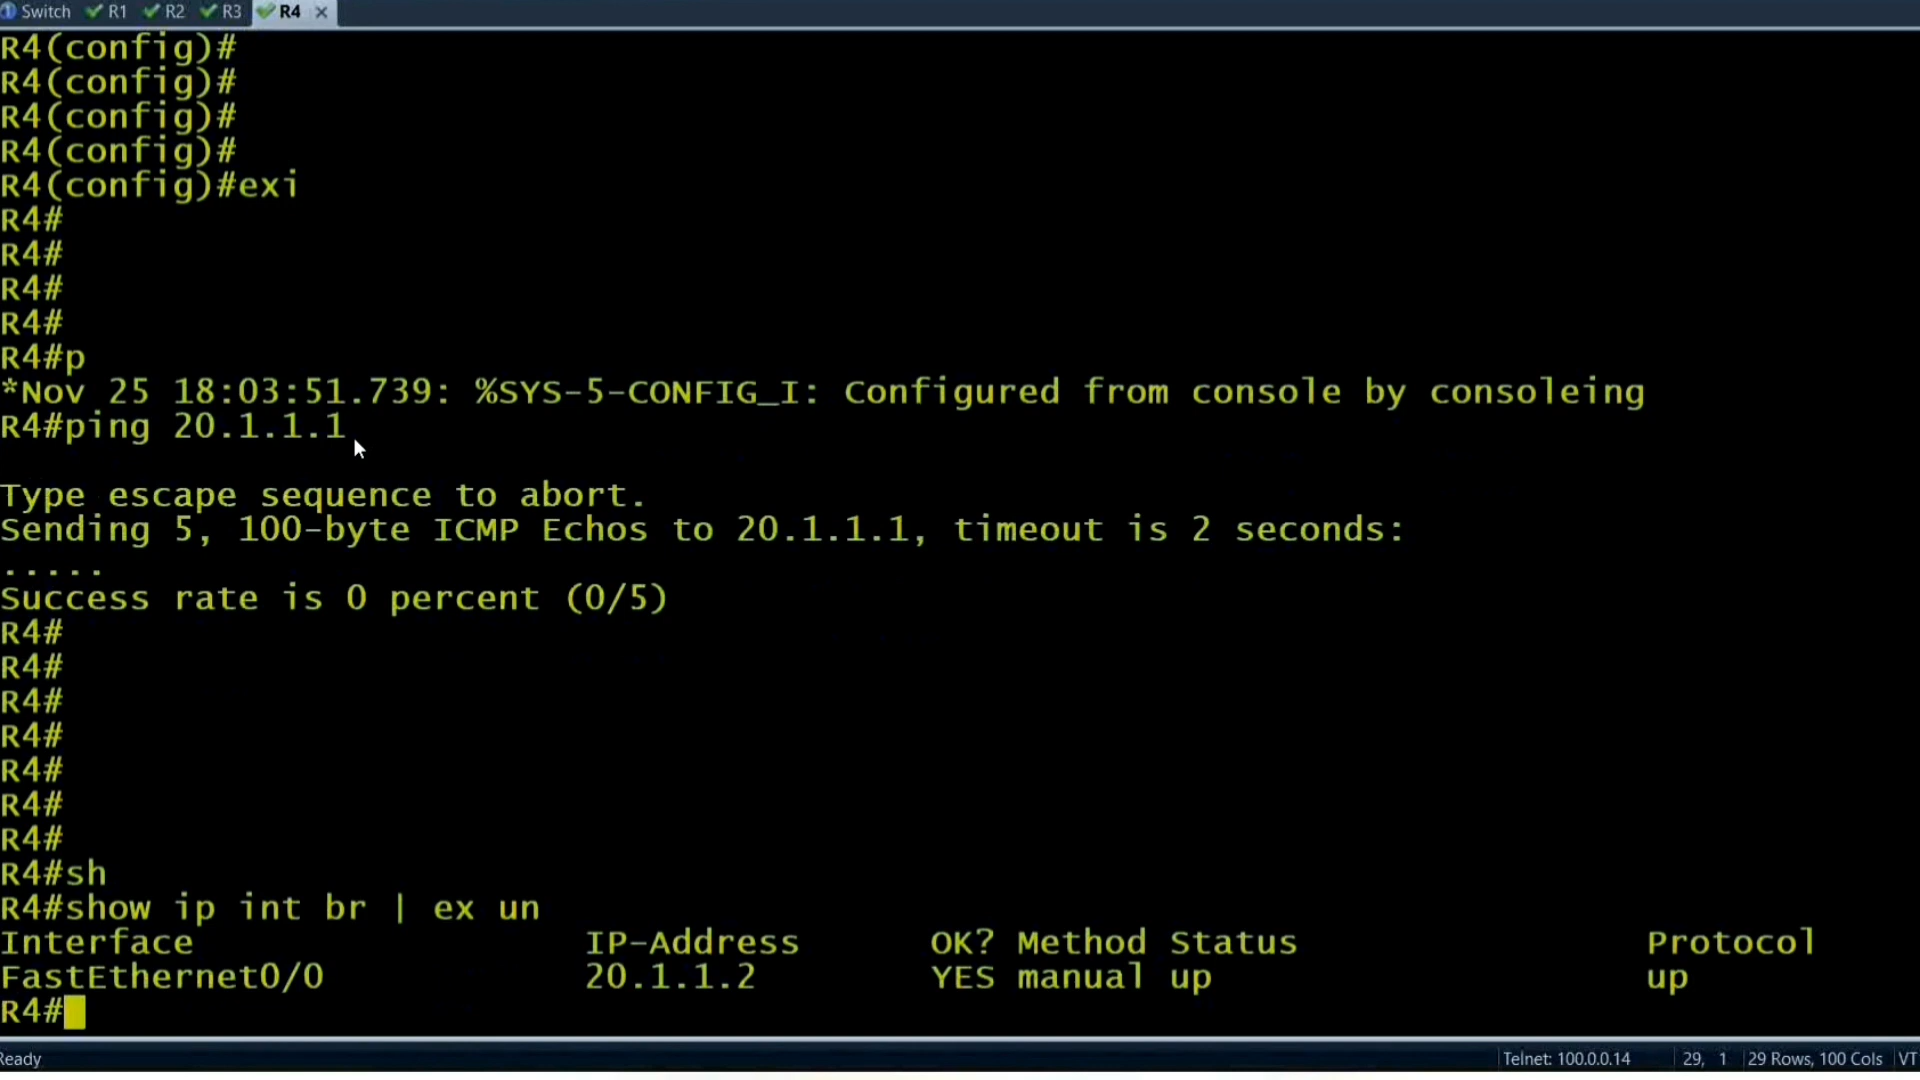 Switch R1 R2 R3 R4
R4(config)#
R4(config)#
R4(config)#
R4(config)#
R4(config)#exi
R4#
R4#
R4#
R4#
R4#p
*Nov 25 18:03:51.739: %SYS-5-CONFIG_I: Configured from console by consoleing
R4#ping 20.1.1.1
Type escape sequence to abort.
Sending 5, 100-byte ICMP Echos to 20.1.1.1, timeout is 2 seconds:
.....
Success rate is 0 percent (0/5)
R4#
R4#
R4#
R4#
R4#
R4#
R4#
R4#sh
R4#show ip int br | ex un
Interface IP-Address OK? Method Status Protocol
FastEthernet0/0 20.1.1.2 YES manual up up
R4#
Ready Telnet: 100.0.0.14 29, 1 29 Rows, 100 Cols VT